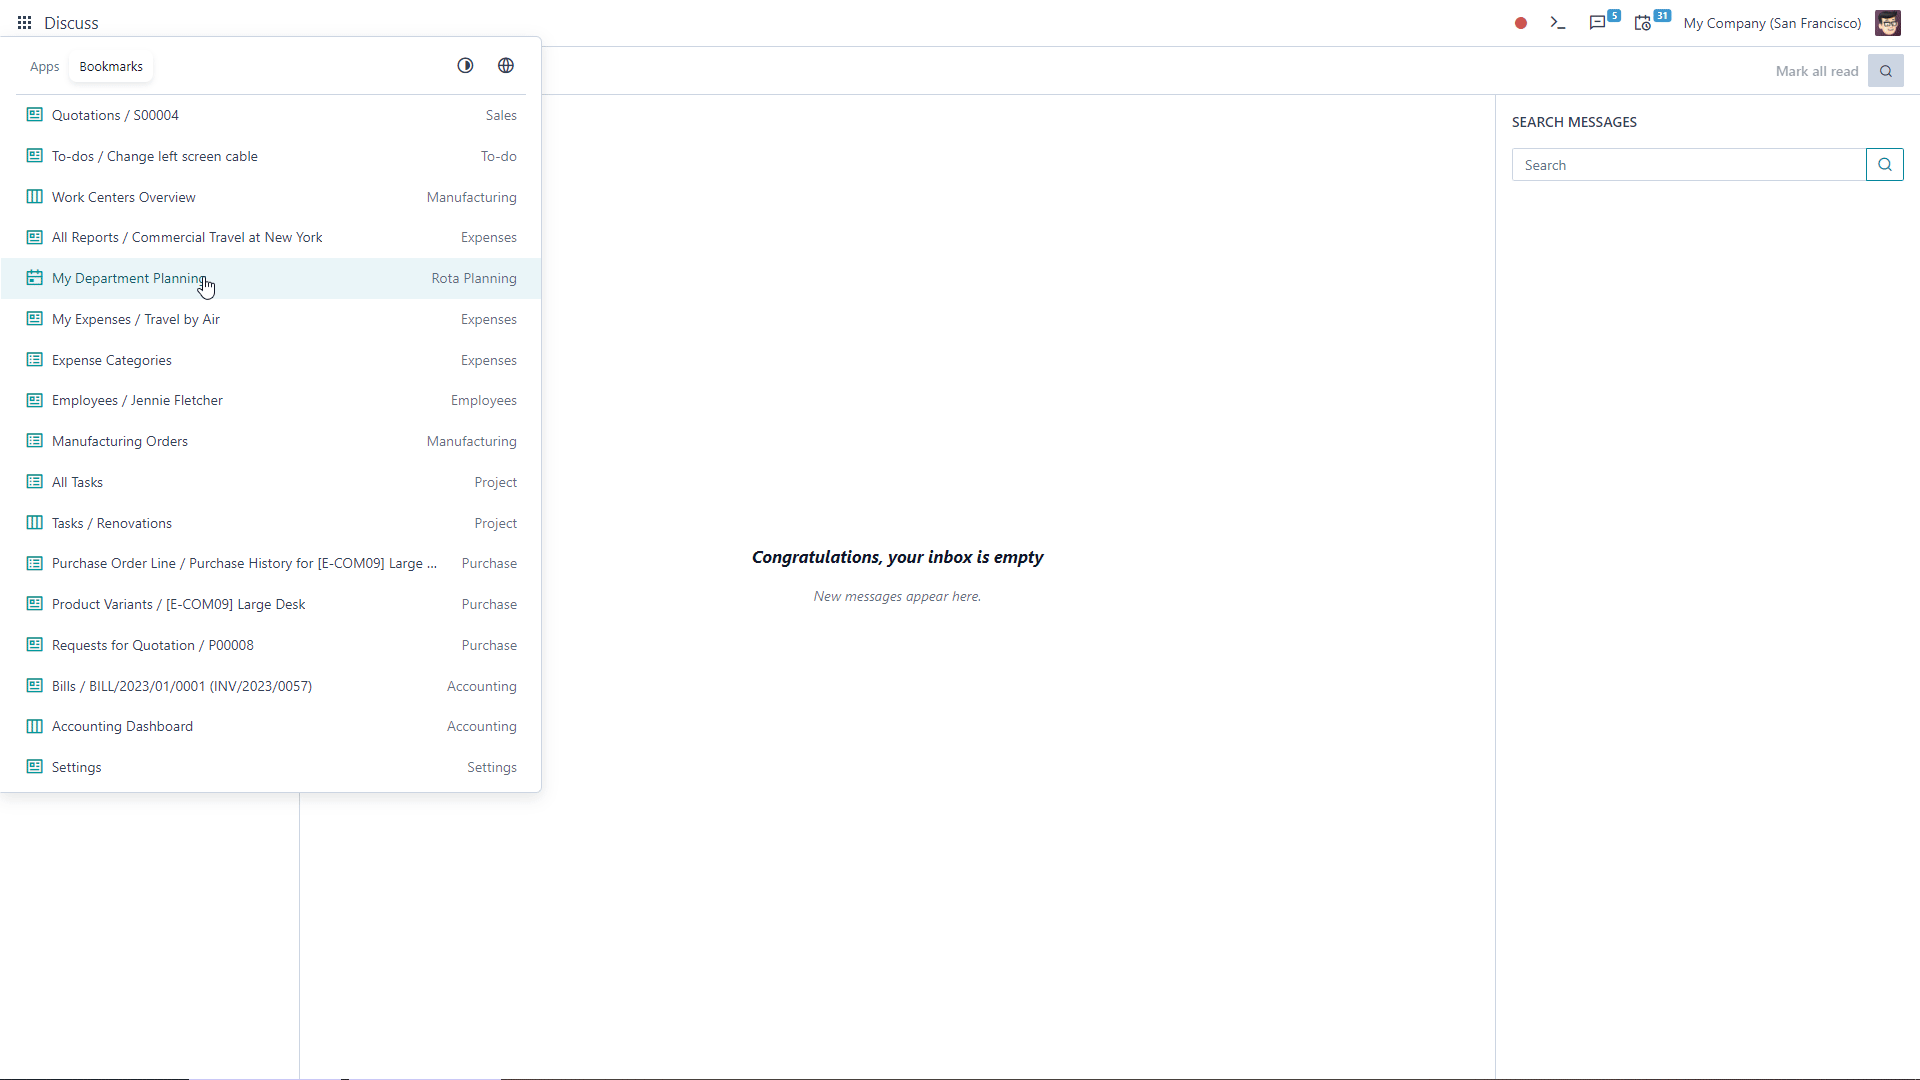 Discuss
5
31
My Company (San Francisco)
Apps
Bookmarks
Mark all read
Quotations / S00004
Sales
To-dos / Change left screen cable
To-do
Work Centers Overview
Manufacturing
All Reports / Commercial Travel at New York
Expenses
My Department Planning
Rota Planning
My Expenses / Travel by Air
Expenses
Expense Categories
Expenses
Employees / Jennie Fletcher
Employees
Manufacturing Orders
Manufacturing
All Tasks
Project
Tasks / Renovations
Project
Purchase Order Line / Purchase History for [E-COM09] Large ...
Purchase
Product Variants / [E-COM09] Large Desk
Purchase
Requests for Quotation / P00008
Purchase
Bills / BILL/2023/01/0001 (INV/2023/0057)
Accounting
Accounting Dashboard
Accounting
Settings
Settings
Congratulations, your inbox is empty
New messages appear here.
SEARCH MESSAGES
Search